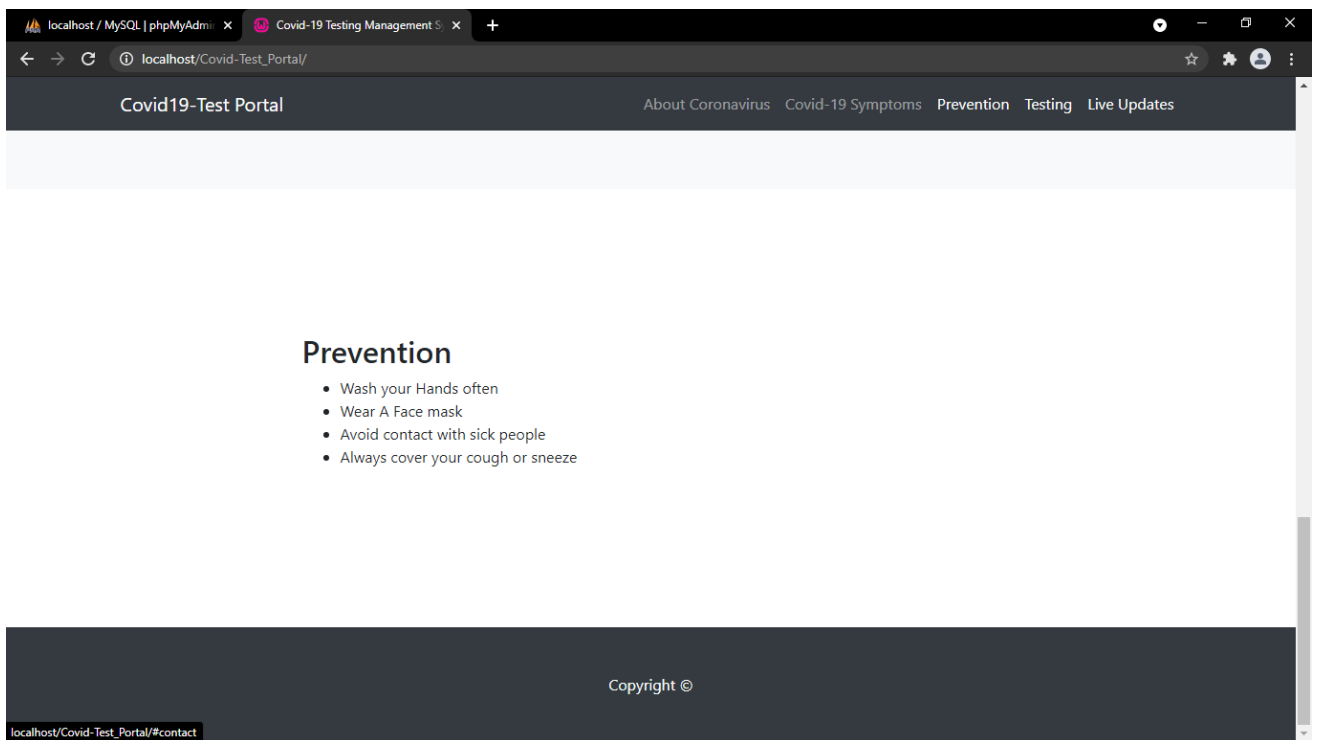 localhost / MySQL | phpMyAdmi
Covid-19 Testing Management S
localhost/Covid-Test_Portal/
Covid19-Test Portal
About Coronavirus Covid-19 Symptoms Prevention Testing Live Updates
Prevention
Wash your Hands often
Wear A Face mask
Avoid contact with sick people
Always cover your cough or sneeze
Copyright ©
localhost/Covid-Test_Portal/#contact